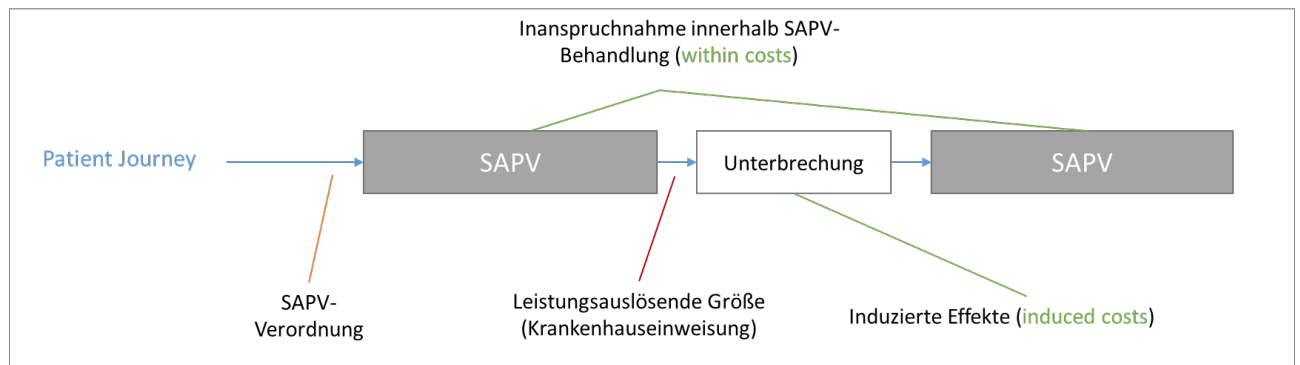 Inanspruchnahme innerhalb SAPV-
Behandlung (within costs)
Patient Journey
SAPV
Unterbrechung
SAPV
SAPV-
Verordnung
Leistungsauslösende Größe
(Krankenhauseinweisung)
Induzierte Effekte (induced costs)